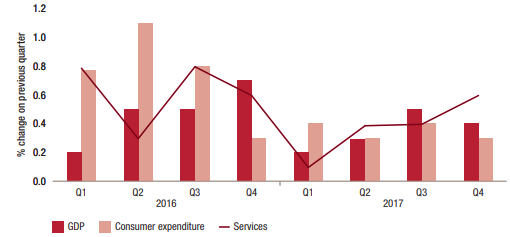 % change on previous quarter
1.2
1.0
0.8
0.6
0.4
0.2
0.0
Q1 Q2 Q3 Q4 Q1 Q2 Q3 Q4
2016 2017
GDP Consumer expenditure Services